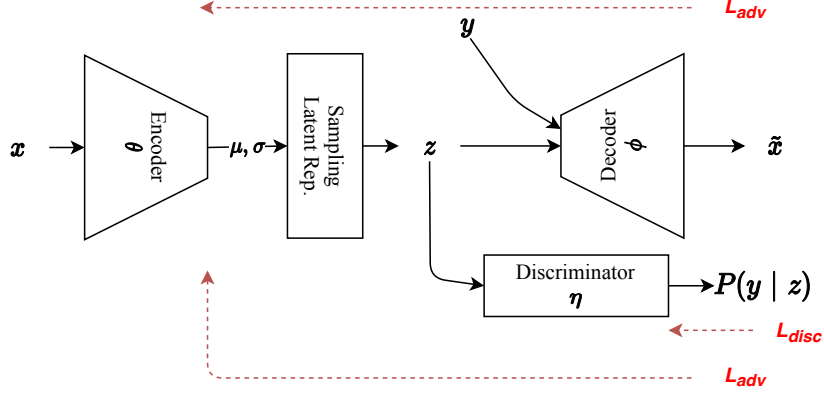 L_adv
y
x
Encoder
θ
μ, σ
Sampling
Latent Rep.
z
Decoder
ϕ
x̃
Discriminator
η
P(y | z)
L_disc
L_adv